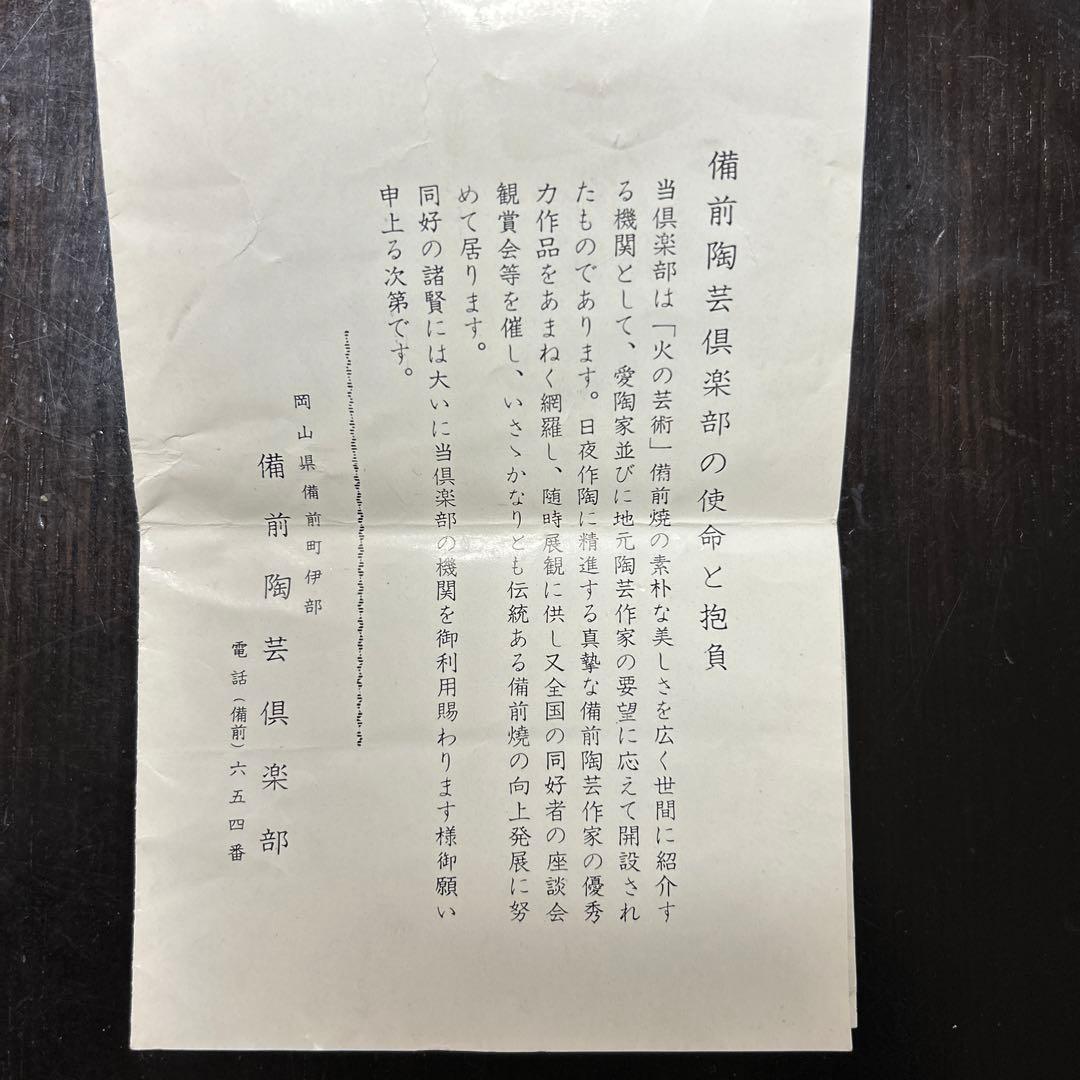 備前陶芸倶楽部の使命と抱負
当倶楽部は「火の芸術」備前焼の素朴な美しさを広く世間に紹介す
る機関として、愛陶家並びに地元陶芸作家の要望に応えて開設され
たものであります。日夜作陶に精進する真摯な備前陶芸作家の優秀
力作品をあまねく網羅し、随時展観に供し又全国の同好者の座談会
観賞会等を催し、いさゝかなりとも伝統ある備前焼の向上発展に努
めて居ります。
同好の諸賢には大いに当倶楽部の機関を御利用賜わります様御願い
申上る次第です。
岡山県備前町伊部
備前陶芸倶楽部
電話(備前)六五四番